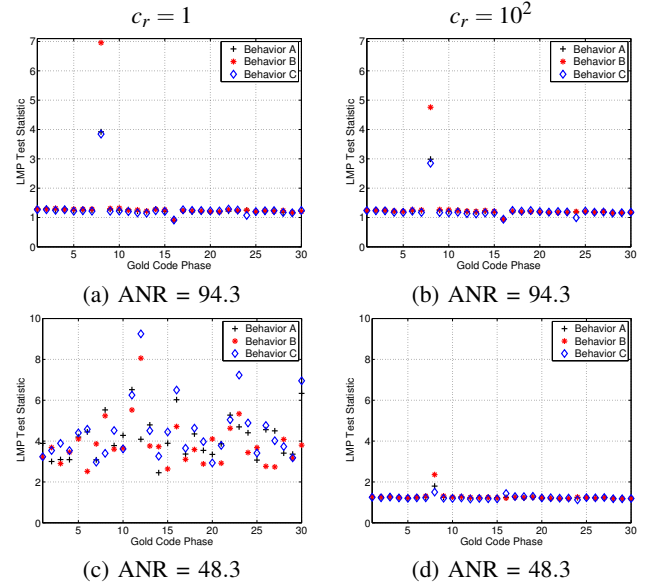 c_r = 1
c_r = 10^2
7
6
5
4
3
2
1
0
LMP Test Statistic
5 10 15 20 25 30
Gold Code Phase
Behavior A
Behavior B
Behavior C
(a) ANR = 94.3
7
6
5
4
3
2
1
0
LMP Test Statistic
5 10 15 20 25 30
Gold Code Phase
Behavior A
Behavior B
Behavior C
(b) ANR = 94.3
10
8
6
4
2
0
LMP Test Statistic
5 10 15 20 25 30
Gold Code Phase
Behavior A
Behavior B
Behavior C
(c) ANR = 48.3
10
8
6
4
2
0
LMP Test Statistic
5 10 15 20 25 30
Gold Code Phase
Behavior A
Behavior B
Behavior C
(d) ANR = 48.3